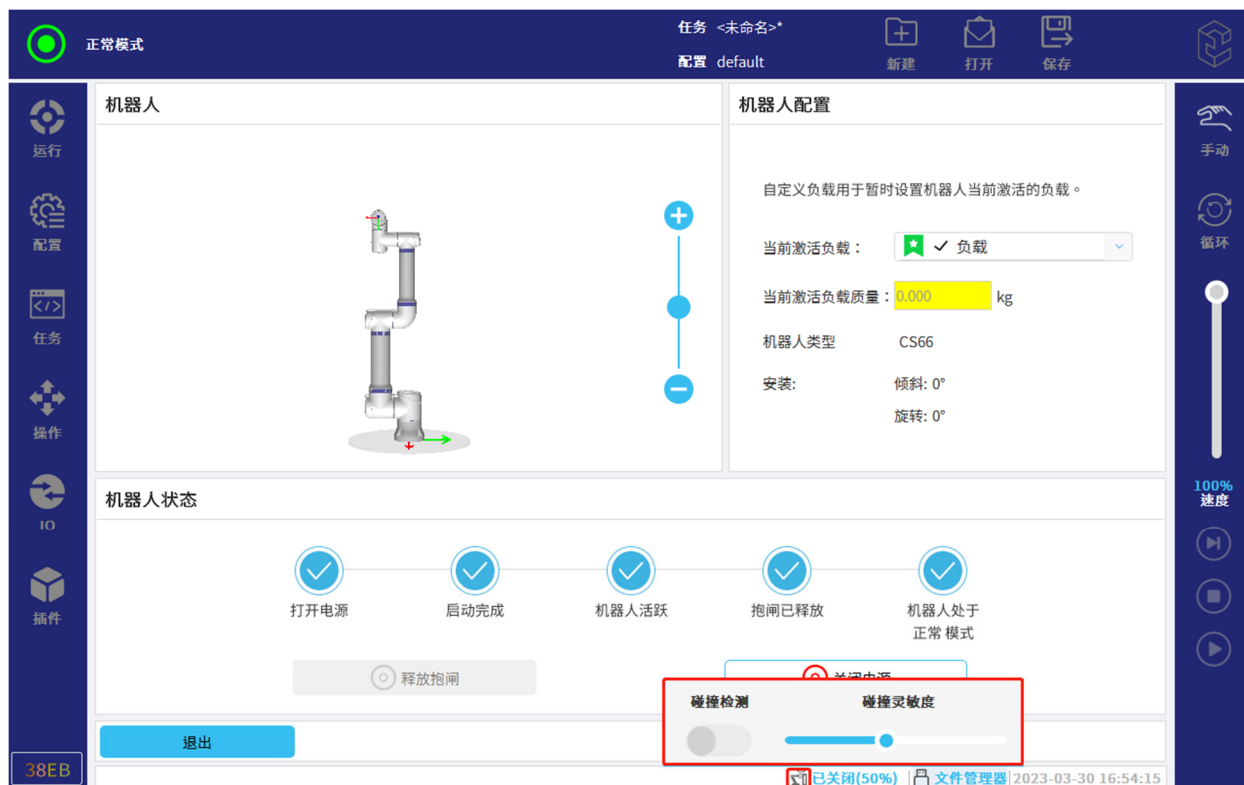 正常模式
任务 <未命名>*
配置 default
新建
打开
保存
运行
配置
任务
操作
IO
插件
38EB
机器人
机器人配置
自定义负载用于暂时设置机器人当前激活的负载。
当前激活负载：
负载
当前激活负载质量：0.000 kg
机器人类型 CS66
安装: 倾斜: 0°
旋转: 0°
机器人状态
打开电源
启动完成
机器人活跃
抱闸已释放
机器人处于
正常 模式
释放抱闸
关闭电源
碰撞检测
碰撞灵敏度
退出
已关闭(50%)
文件管理器
2023-03-30 16:54:15
手动
循环
100%
速度